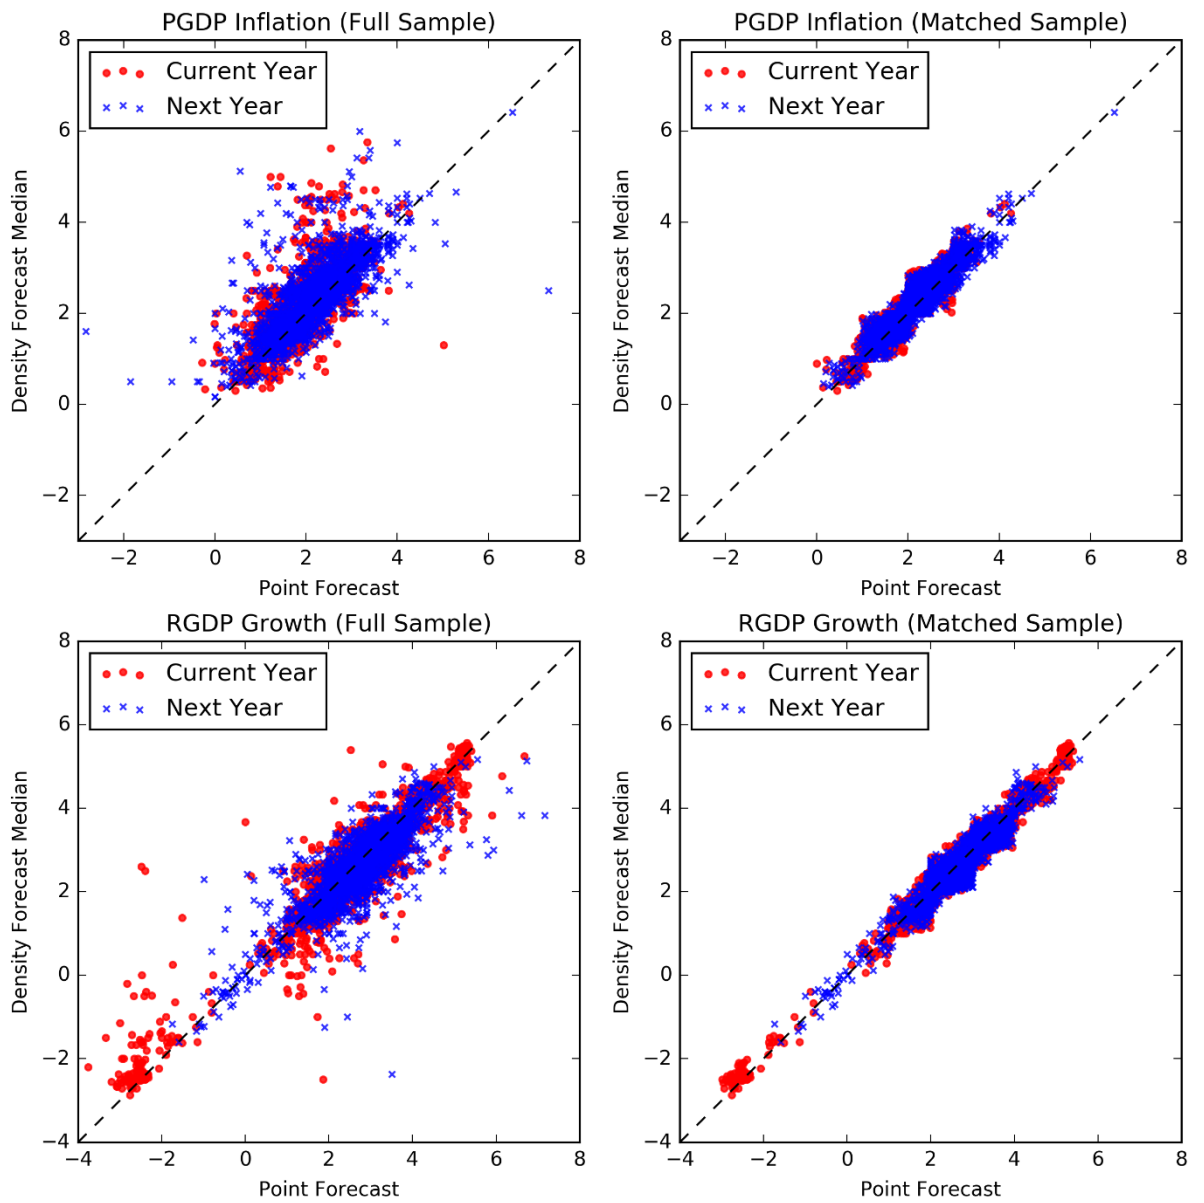 PGDP Inflation (Full Sample)
8
6
4
2
0
−2
Density Forecast Median
Current Year
Next Year
−2 0 2 4 6 8
Point Forecast
PGDP Inflation (Matched Sample)
8
6
4
2
0
−2
Density Forecast Median
Current Year
Next Year
−2 0 2 4 6 8
Point Forecast
RGDP Growth (Full Sample)
8
6
4
2
0
−2
−4
Density Forecast Median
Current Year
Next Year
−4 −2 0 2 4 6 8
Point Forecast
RGDP Growth (Matched Sample)
8
6
4
2
0
−2
−4
Density Forecast Median
Current Year
Next Year
−4 −2 0 2 4 6 8
Point Forecast